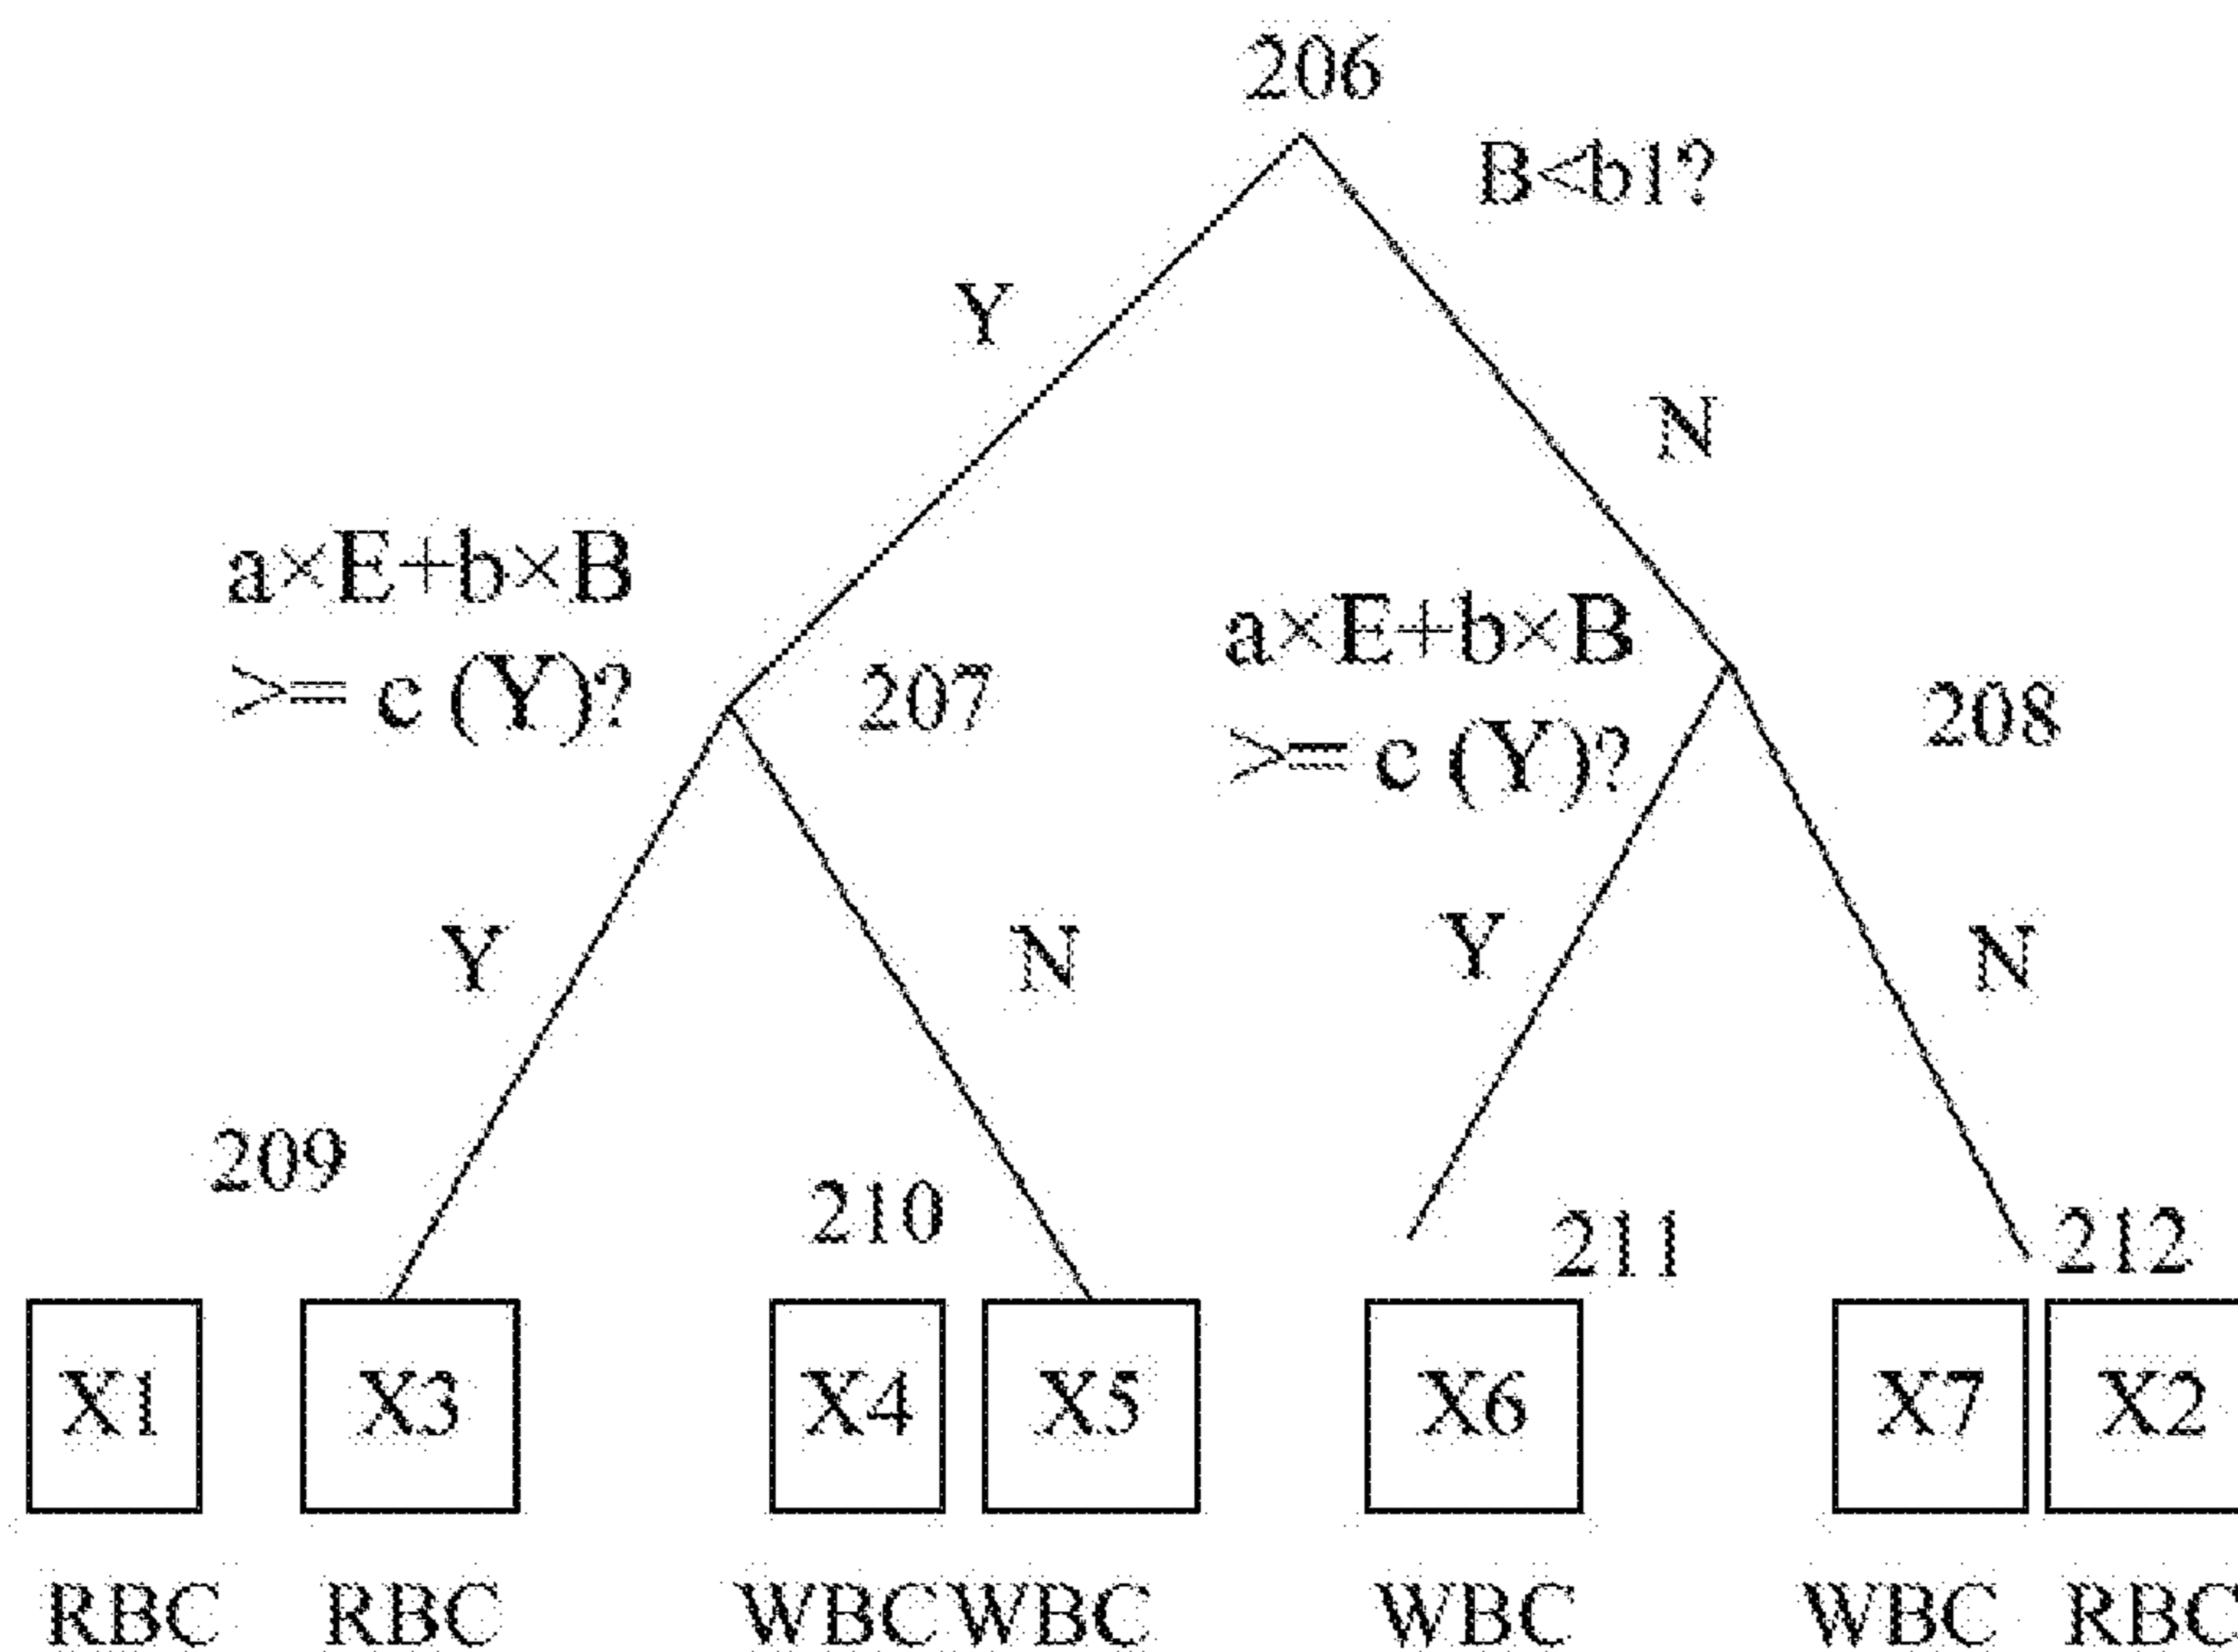 206
B<b1?
Y
N
a×E+b×B
>= c (Y)?
207
a×E+b×B
>= c (Y)?
208
Y
N
Y
N
209
210
211
212
X1
X3
X4
X5
X6
X7
X2
RBC
RBC
WBC
WBC
WBC
WBC
RBC